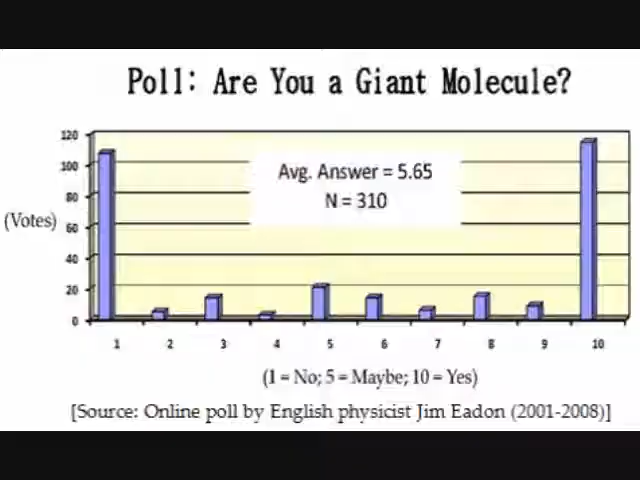 Poll: Are You a Giant Molecule?
120
100
80
60
40
20
0
(Votes)
Avg. Answer = 5.65
N = 310
1 2 3 4 5 6 7 8 9 10
(1 = No; 5 = Maybe; 10 = Yes)
[Source: Online poll by English physicist Jim Eadon (2001-2008)]